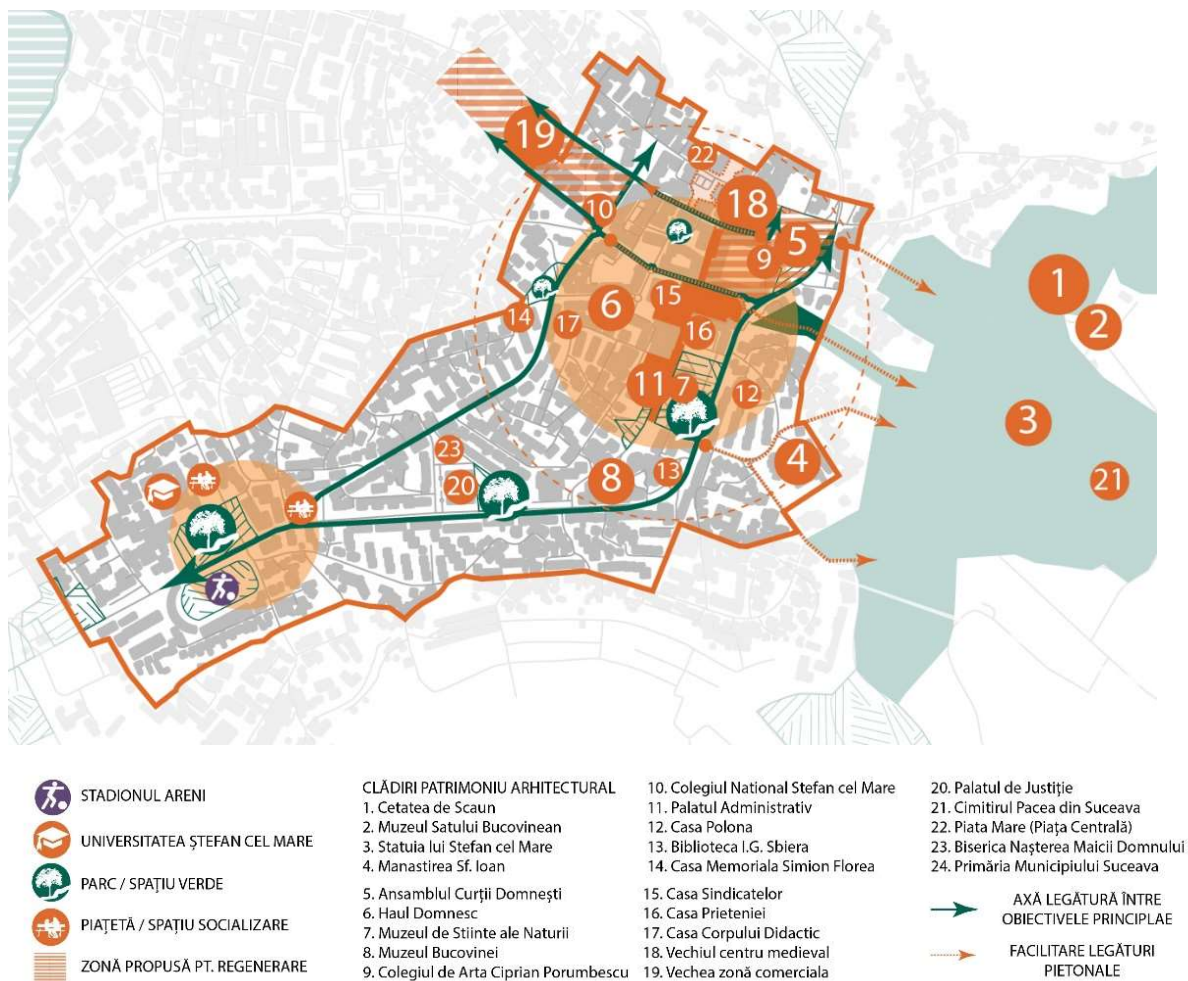 19
22
18
10
5
9
1
15
6
2
14
17
16
11
7
12
3
23
4
13
8
20
21
STADIONUL ARENI
UNIVERSITATEA ȘTEFAN CEL MARE
PARC / SPAȚIU VERDE
PIAȚETĂ / SPAȚIU SOCIALIZARE
ZONĂ PROPUSĂ PT. REGENERARE
CLĂDIRI PATRIMONIU ARHITECTURAL
1. Cetatea de Scaun
2. Muzeul Satului Bucovinean
3. Statuia lui Stefan cel Mare
4. Manastirea Sf. Ioan
5. Ansamblul Curții Domnești
6. Haul Domnesc
7. Muzeul de Stiinte ale Naturii
8. Muzeul Bucovinei
9. Colegiul de Arta Ciprian Porumbescu
10. Colegiul National Stefan cel Mare
11. Palatul Administrativ
12. Casa Polona
13. Biblioteca I.G. Sbiera
14. Casa Memoriala Simion Florea
15. Casa Sindicatelor
16. Casa Prieteniei
17. Casa Corpului Didactic
18. Vechiul centru medieval
19. Vechea zonă comerciala
20. Palatul de Justiție
21. Cimitirul Pacea din Suceava
22. Piata Mare (Piața Centrală)
23. Biserica Nașterea Maicii Domnului
24. Primăria Municipiului Suceava
AXĂ LEGĂTURĂ ÎNTRE
OBIECTIVELE PRINCIPLAE
FACILITARE LEGĂTURI
PIETONALE